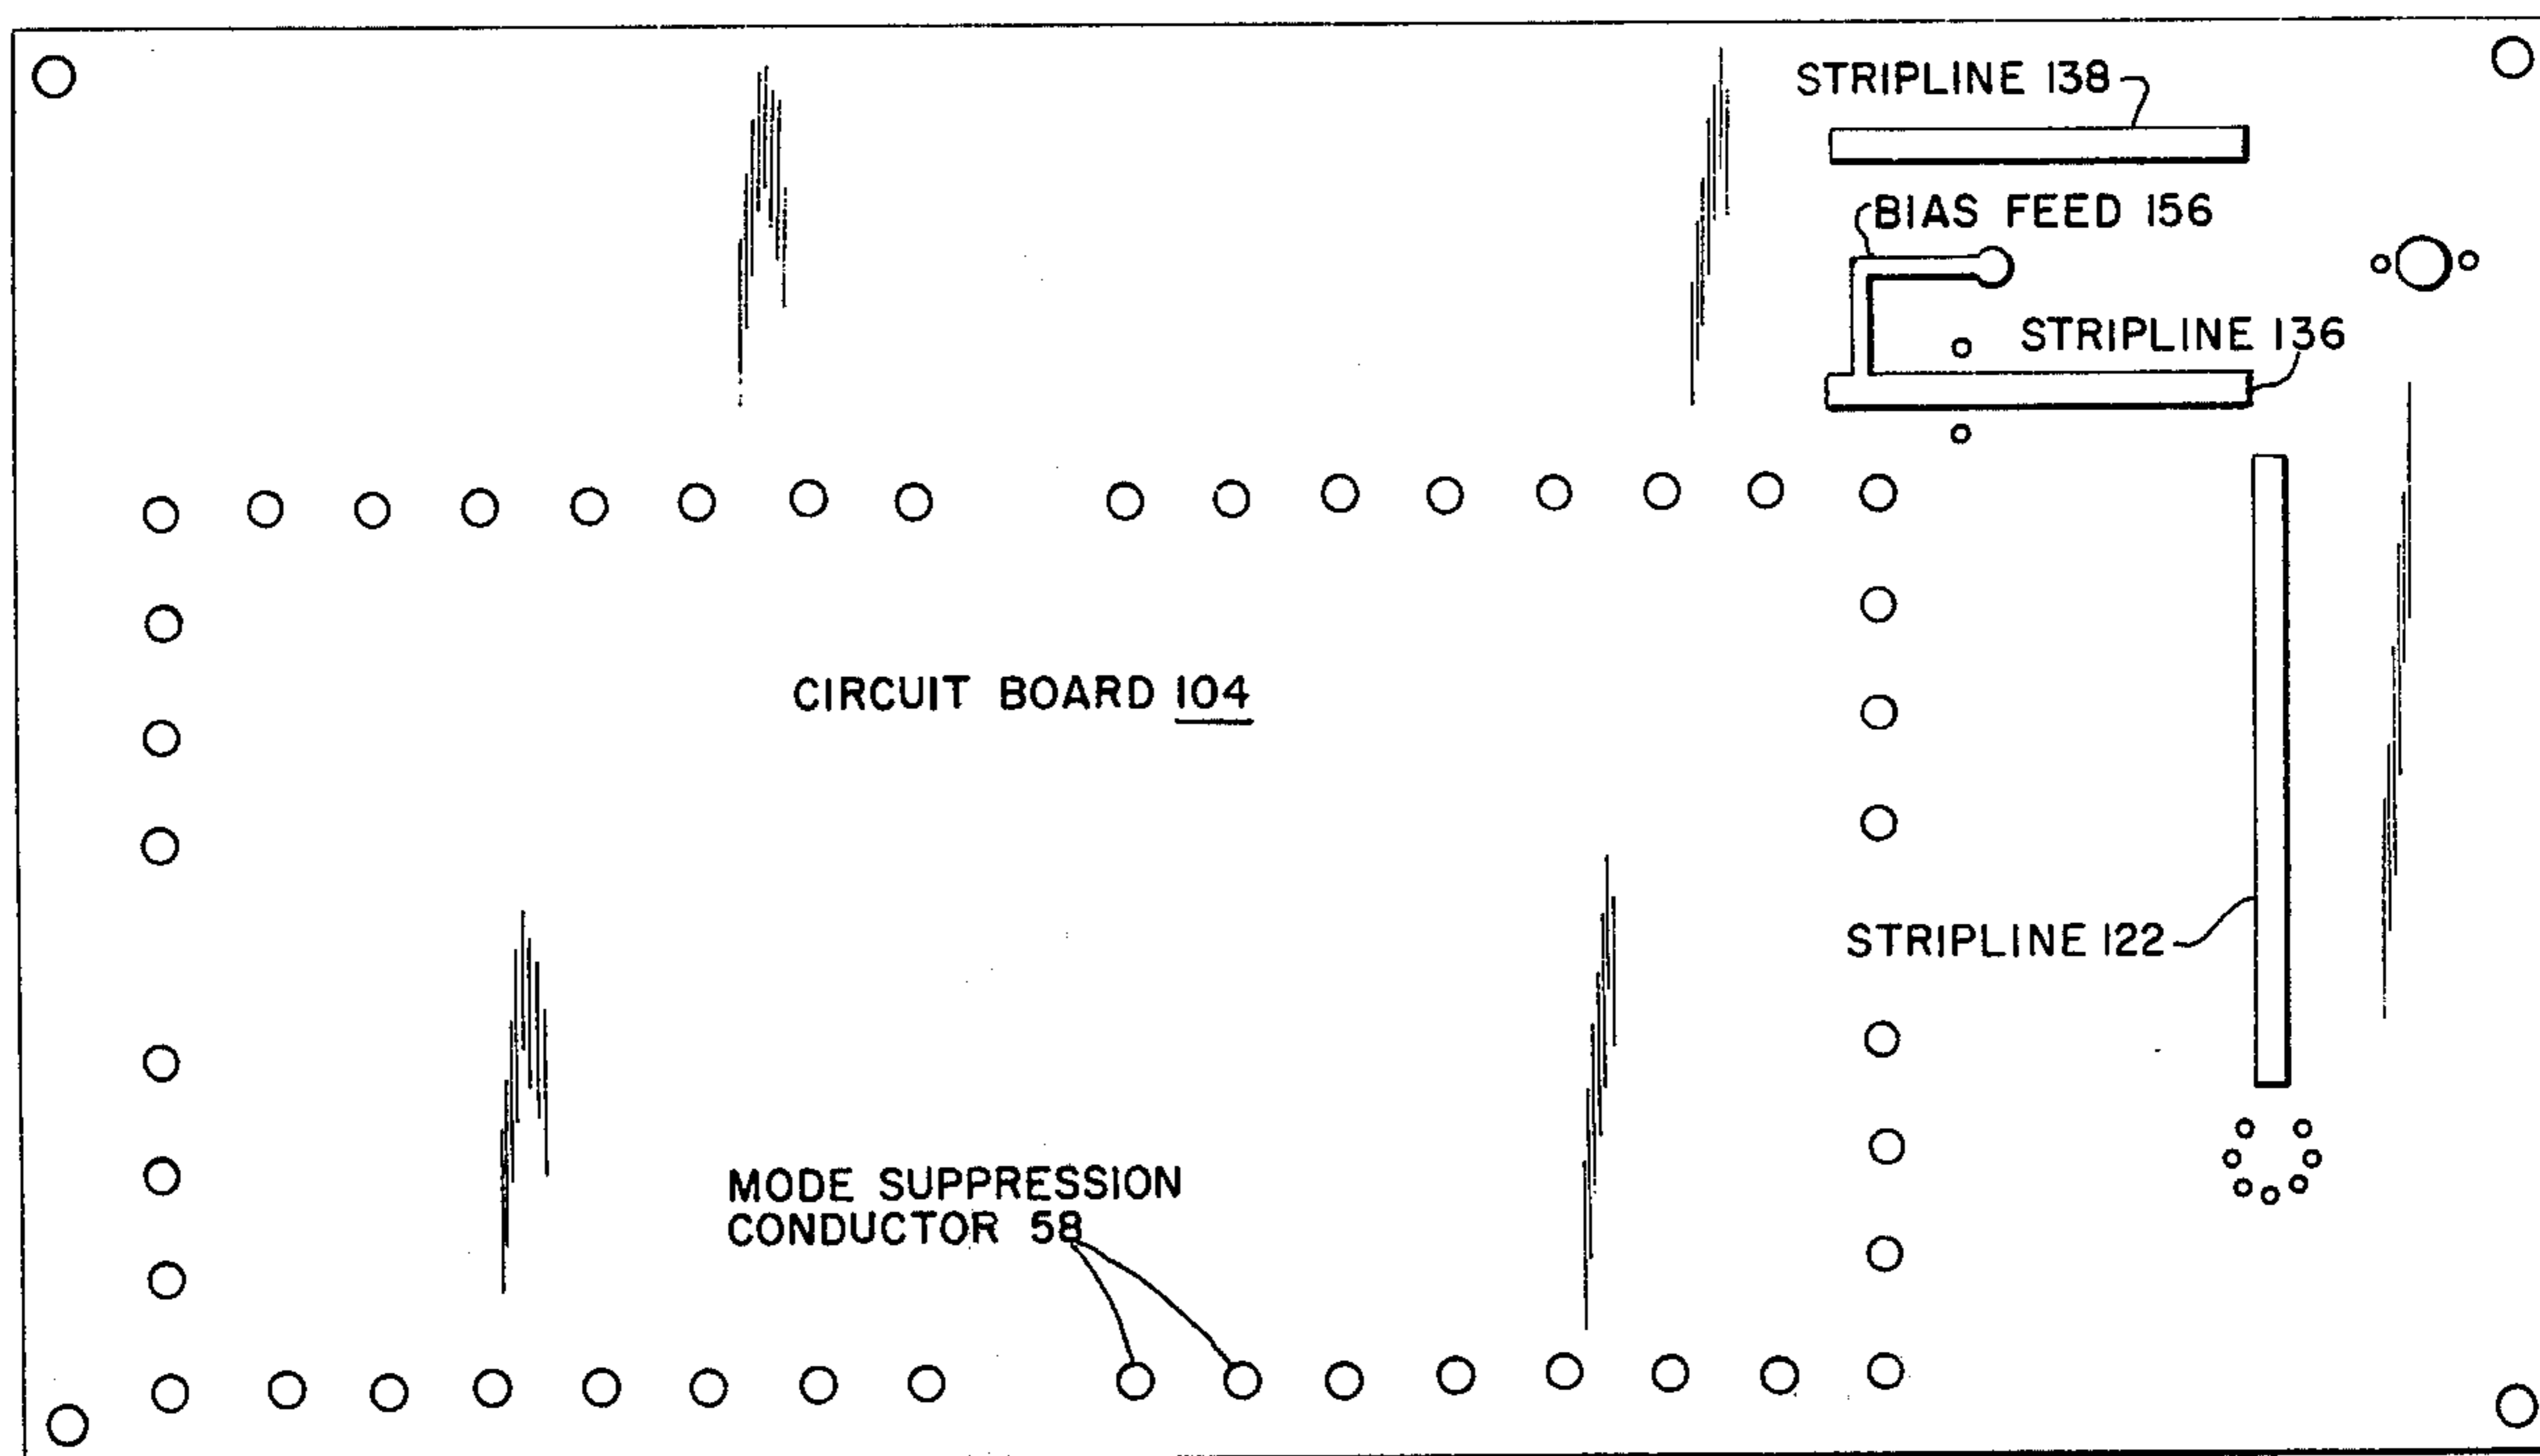 STRIPLINE 138
BIAS FEED 156
STRIPLINE 136
CIRCUIT BOARD 104
STRIPLINE 122
MODE SUPPRESSION
CONDUCTOR 58